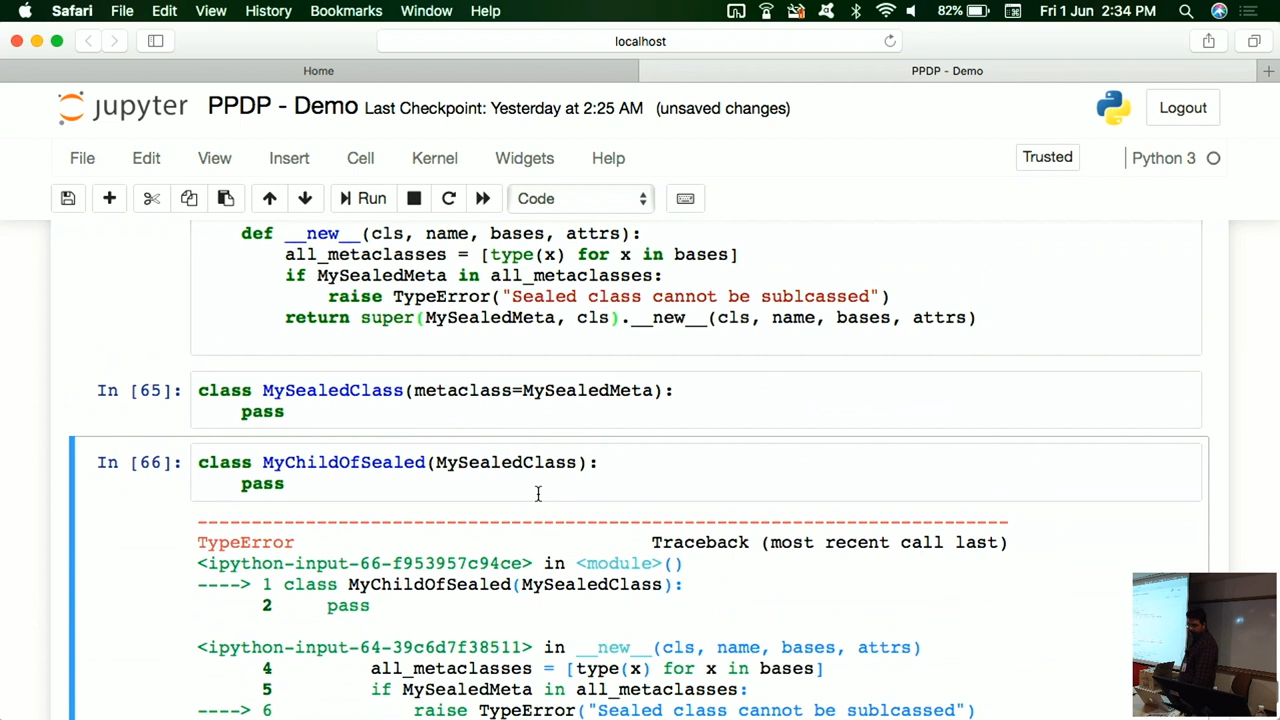 Safari File Edit View History Bookmarks Window Help 82% Fri 1 Jun 2:34 PM
localhost
Home PPDP - Demo
jupyter PPDP - Demo Last Checkpoint: Yesterday at 2:25 AM (unsaved changes) Logout
File Edit View Insert Cell Kernel Widgets Help Trusted Python 3
Run Code
def __new__(cls, name, bases, attrs):
all_metaclasses = [type(x) for x in bases]
if MySealedMeta in all_metaclasses:
raise TypeError("Sealed class cannot be sublcassed")
return super(MySealedMeta, cls).__new__(cls, name, bases, attrs)
In [65]: class MySealedClass(metaclass=MySealedMeta):
pass
In [66]: class MyChildOfSealed(MySealedClass):
pass
---------------------------------------------------------------------------
TypeError Traceback (most recent call last)
<ipython-input-66-f953957c94ce> in <module>()
----> 1 class MyChildOfSealed(MySealedClass):
2 pass
<ipython-input-64-39c6d7f38511> in __new__(cls, name, bases, attrs)
4 all_metaclasses = [type(x) for x in bases]
5 if MySealedMeta in all_metaclasses:
----> 6 raise TypeError("Sealed class cannot be sublcassed")